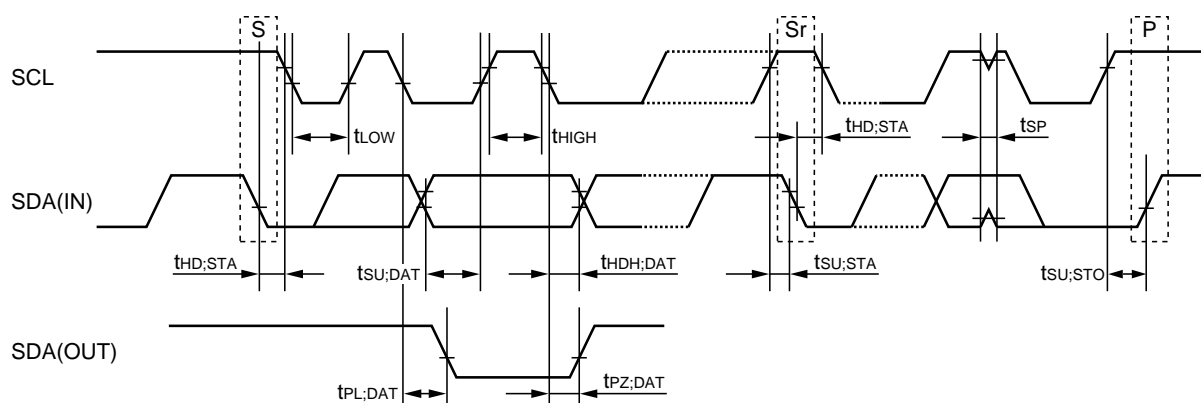 S Sr P
SCL
tLOW tHIGH tHD;STA tSP
SDA(IN)
tHD;STA tSU;DAT tHDH;DAT tSU;STA tSU;STO
SDA(OUT)
tPL;DAT tPZ;DAT